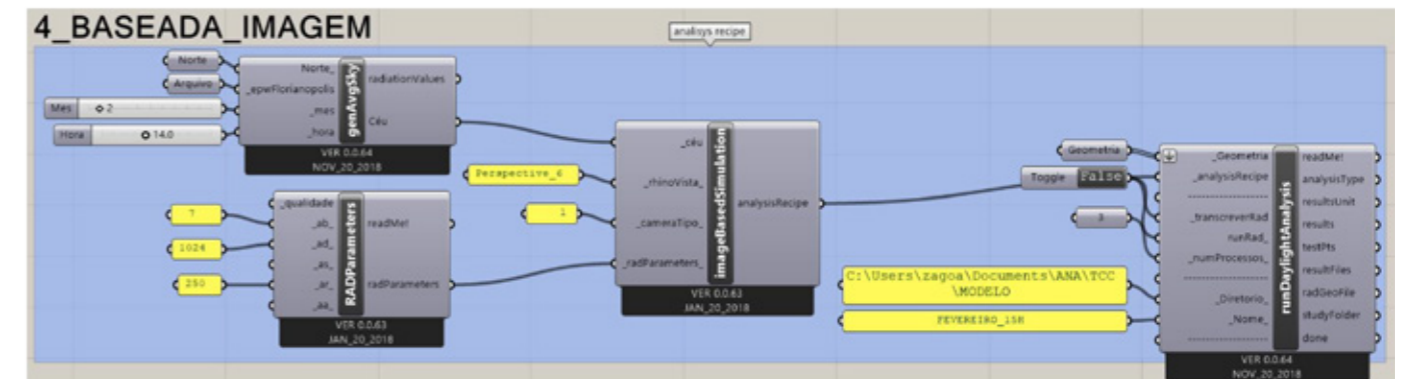 4_BASEADA_IMAGEM
analisys recipe
Norte
Arquivo
Mes 2
Hora 14.0
Norte_
_epwFlorianopolis
_mes
_hora
genAvgSky
radiationValues
Céu
VER 0.0.64
NOV_20_2018
7
1024
250
_qualidade
_ab_
_ad_
_as_
_ar_
_aa_
RADParameters
readMe!
radParameters
VER 0.0.63
JAN_20_2018
Perspective_6
1
_céu
_rhinoVista_
_cameraTipo_
_radParameters_
imageBasedSimulation
analysisRecipe
VER 0.0.63
JAN_20_2018
Geometria
Toggle False
3
C:\Users\zagoa\Documents\ANA\TCC
\MODELO
FEVEREIRO_15H
_Geometria
_analysisRecipe
_transcreverRad
runRad_
_numProcessos_
_Diretorio_
_Nome_
runDaylightAnalysis
readMe!
analysisType
resultsUnit
results
testPts
resultFiles
radGeoFile
studyFolder
done
VER 0.0.64
NOV_20_2018